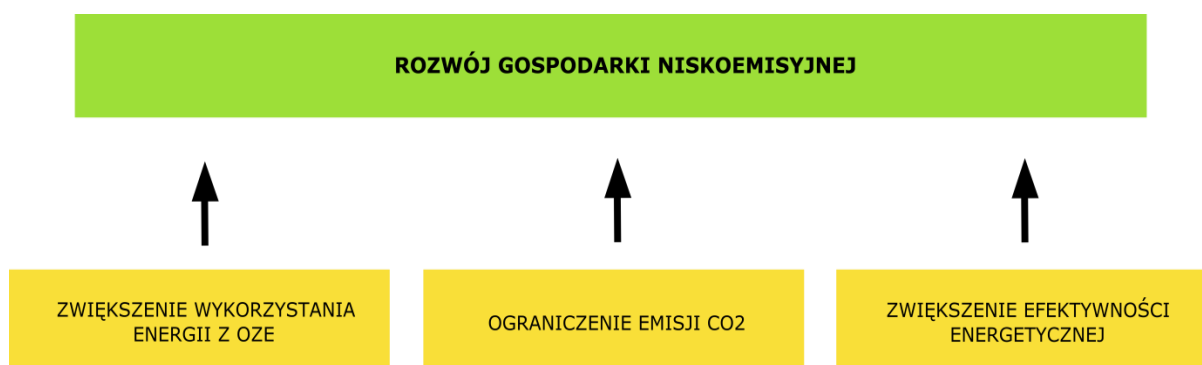 ROZWÓJ GOSPODARKI NISKOEMISYJNEJ
ZWIĘKSZENIE WYKORZYSTANIA
ENERGII Z OZE
OGRANICZENIE EMISJI CO2
ZWIĘKSZENIE EFEKTYWNOŚCI
ENERGETYCZNEJ